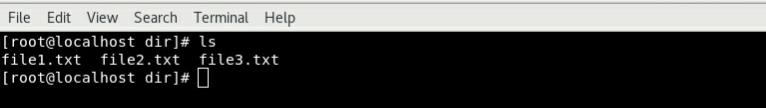 File Edit View Search Terminal Help
[root@localhost dir]# ls
file1.txt  file2.txt  file3.txt
[root@localhost dir]#